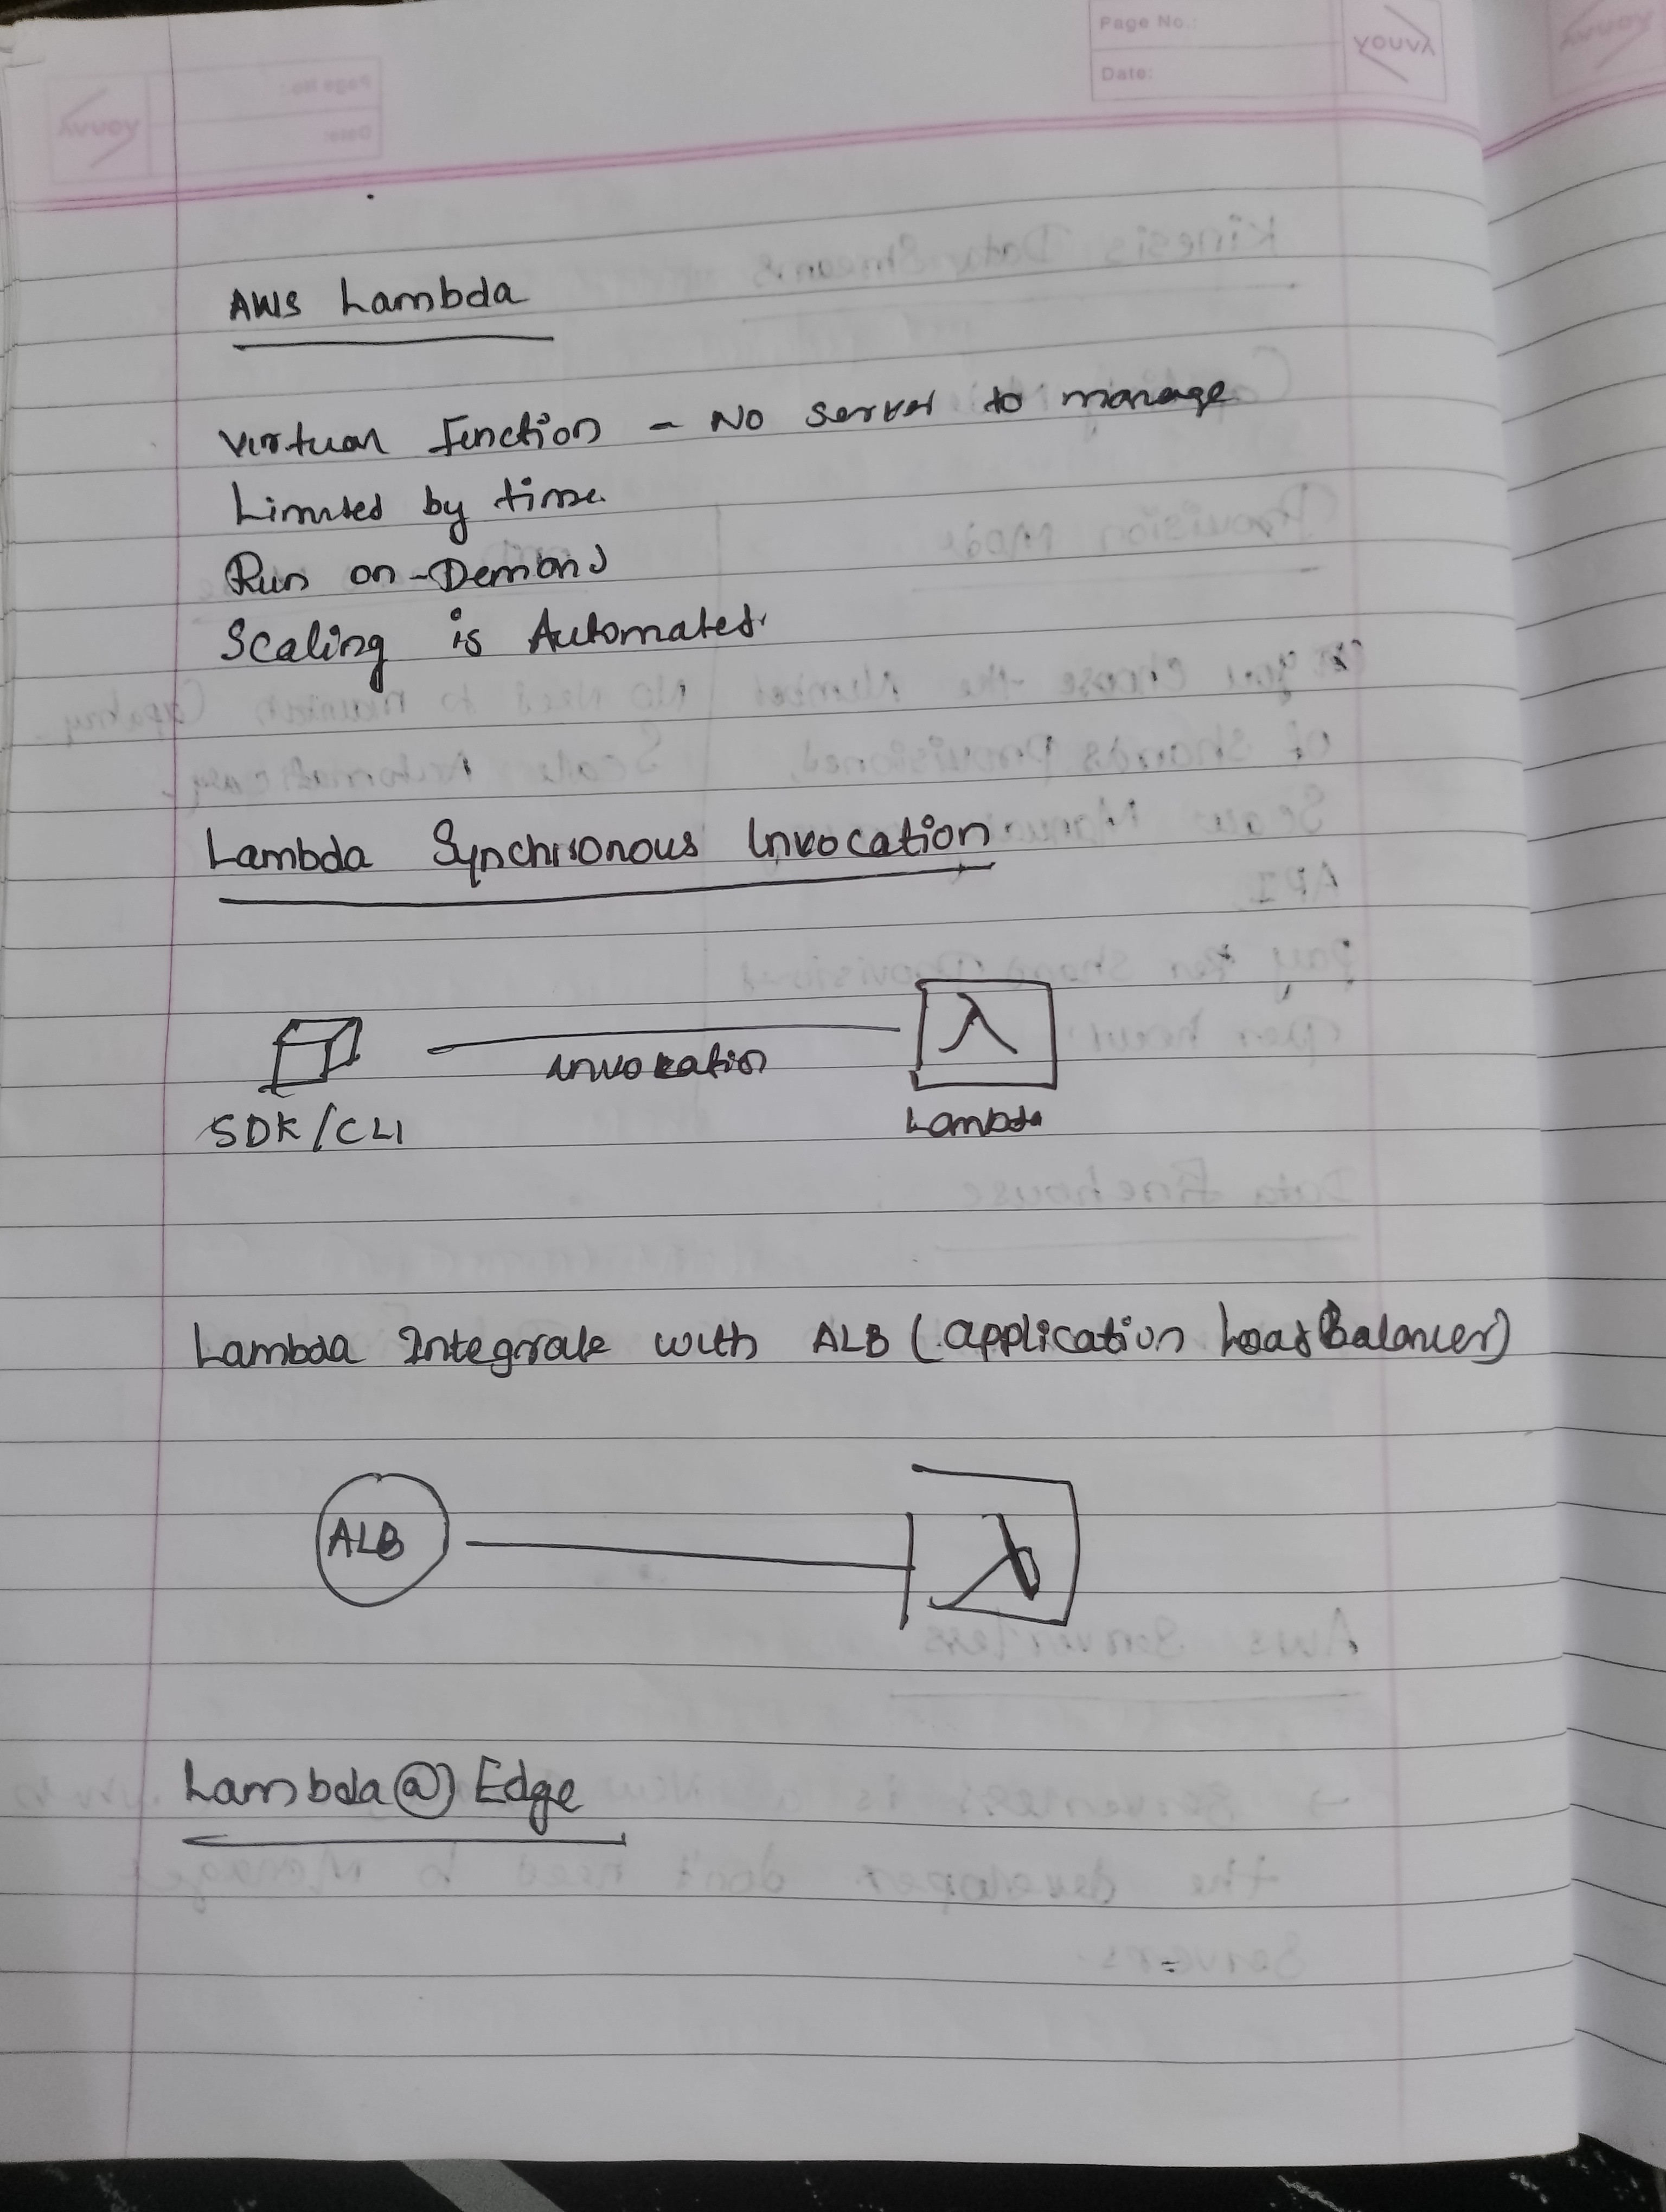 Page No.:
Date:
YOUVA
AWS Lambda
Virtual Function - No server to manage
Limited by time.
Run on-Demand
Scaling is Automated.
Lambda Synchronous Invocation
invocation
SDK/CLI
Lambda
Lambda Integrate with ALB (Application Load Balancer)
ALB
Lambda@Edge